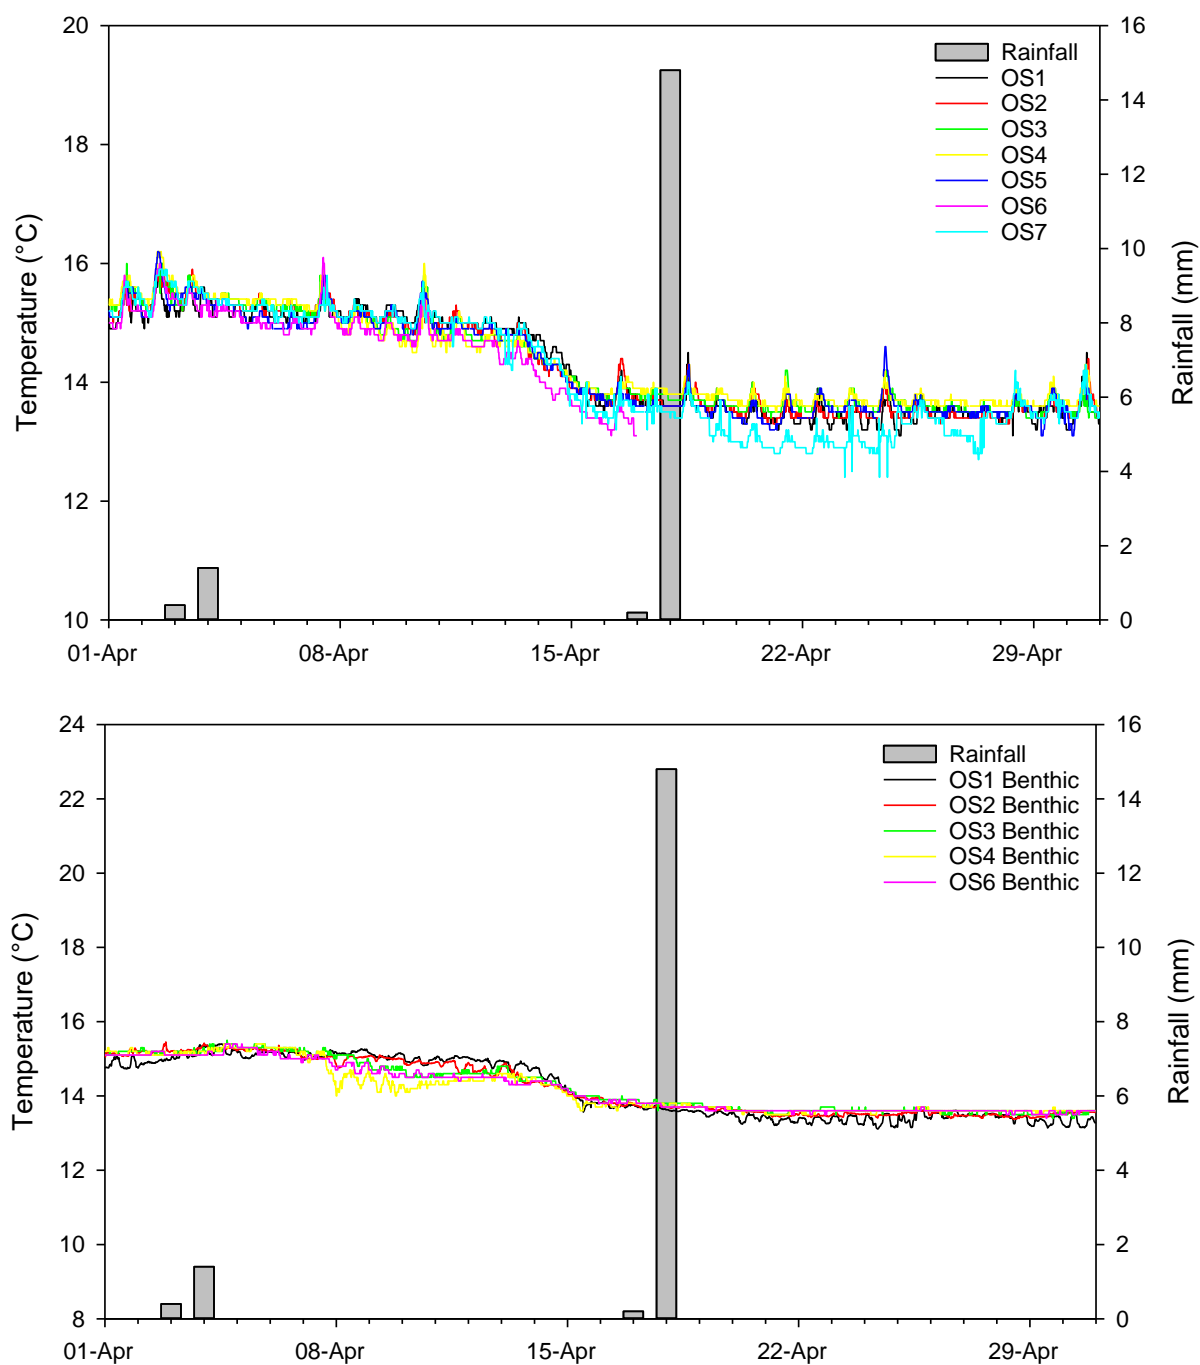 20
18
16
14
12
10
Temperature (°C)
16
14
12
10
8
6
4
2
0
Rainfall (mm)
Rainfall
OS1
OS2
OS3
OS4
OS5
OS6
OS7
01-Apr
08-Apr
15-Apr
22-Apr
29-Apr
24
22
20
18
16
14
12
10
8
Temperature (°C)
16
14
12
10
8
6
4
2
0
Rainfall (mm)
Rainfall
OS1 Benthic
OS2 Benthic
OS3 Benthic
OS4 Benthic
OS6 Benthic
01-Apr
08-Apr
15-Apr
22-Apr
29-Apr